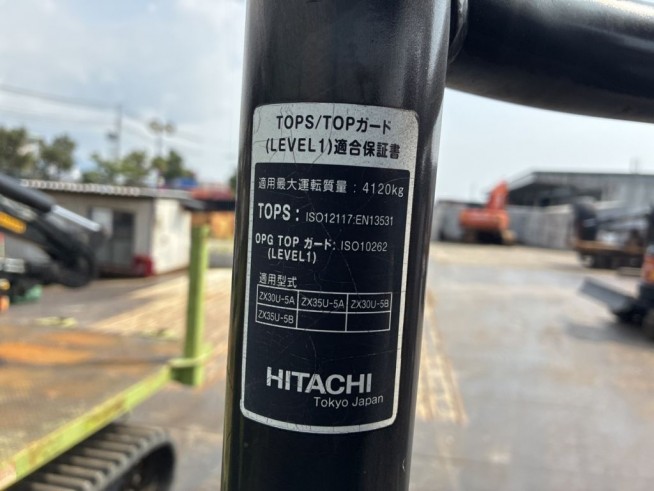 TOPS/TOPガード
(LEVEL1)適合保証書
適用最大運転質量 : 4120kg
TOPS : ISO12117:EN13531
OPG TOP ガード: ISO10262
(LEVEL1)
適用型式
ZX30U-5A ZX35U-5A ZX30U-5B
ZX35U-5B
HITACHI
Tokyo Japan